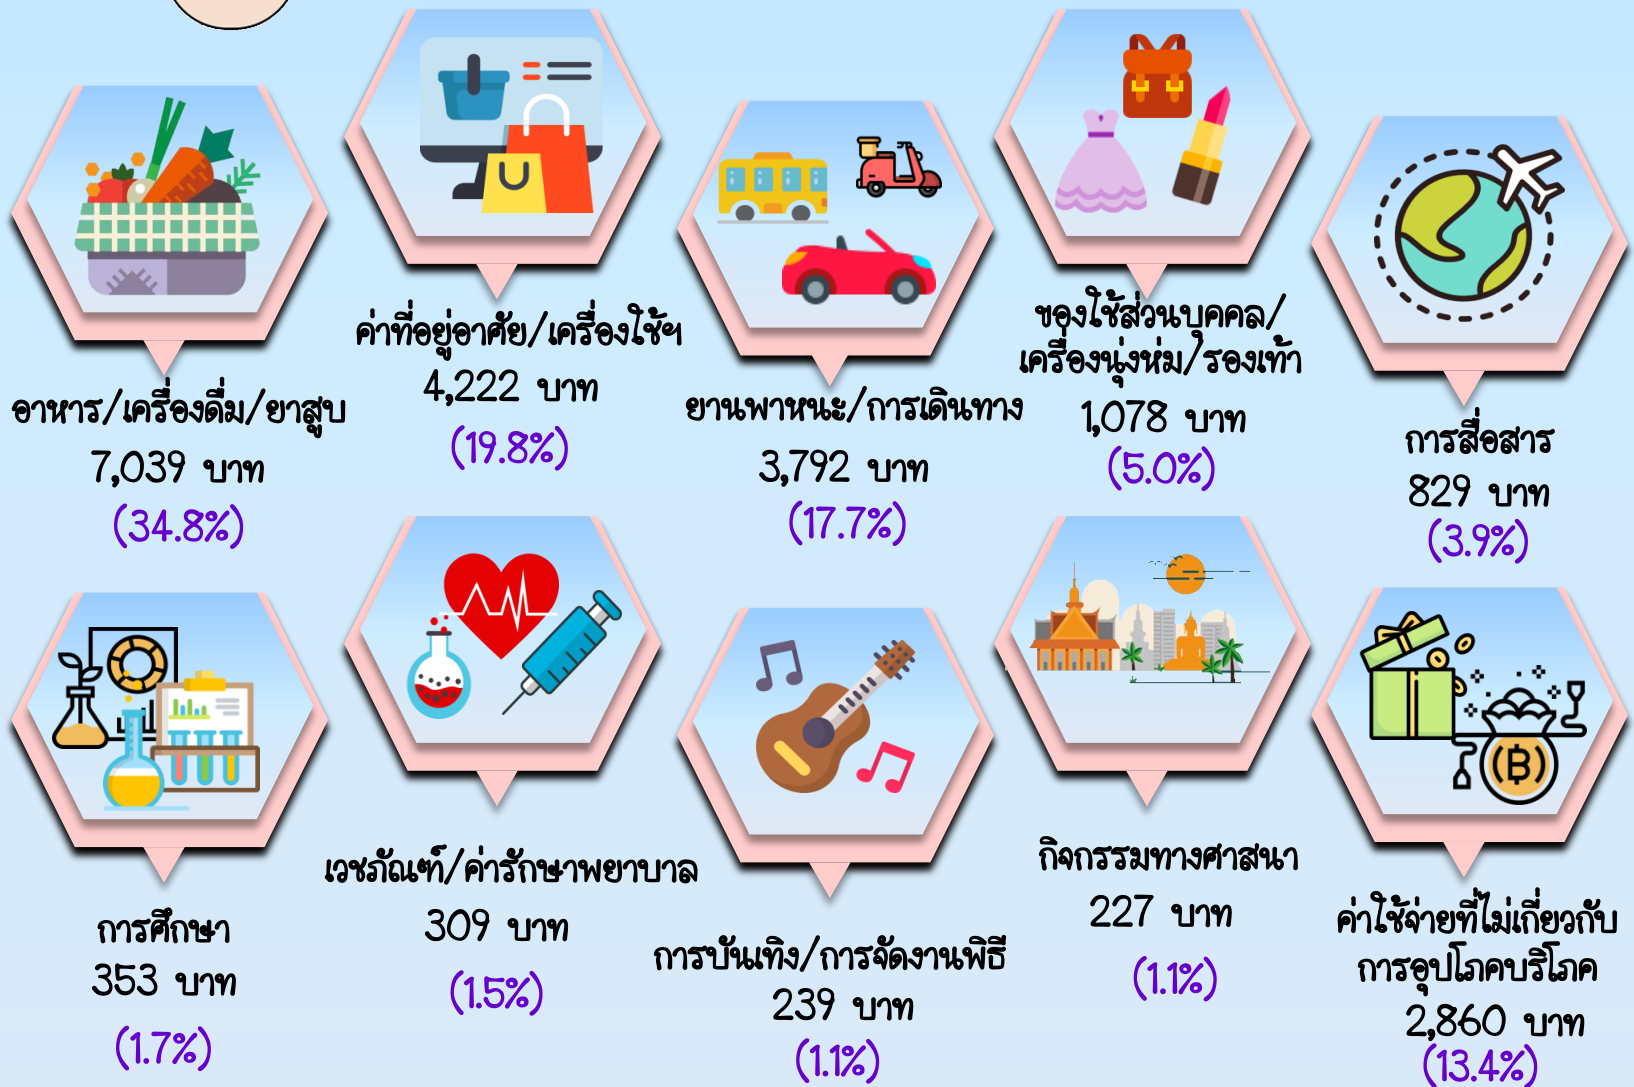 อาหาร/เครื่องดื่ม/ยาสูบ
7,039 บาท
(34.8%)
ค่าที่อยู่อาศัย/เครื่องใช้ฯ
4,222 บาท
(19.8%)
ยานพาหนะ/การเดินทาง
3,792 บาท
(17.7%)
ของใช้ส่วนบุคคล/
เครื่องนุ่งห่ม/รองเท้า
1,078 บาท
(5.0%)
การสื่อสาร
829 บาท
(3.9%)
การศึกษา
353 บาท
(1.7%)
เวชภัณฑ์/ค่ารักษาพยาบาล
309 บาท
(1.5%)
การบันเทิง/การจัดงานพิธี
239 บาท
(1.1%)
กิจกรรมทางศาสนา
227 บาท
(1.1%)
ค่าใช้จ่ายที่ไม่เกี่ยวกับ
การอุปโภคบริโภค
2,860 บาท
(13.4%)